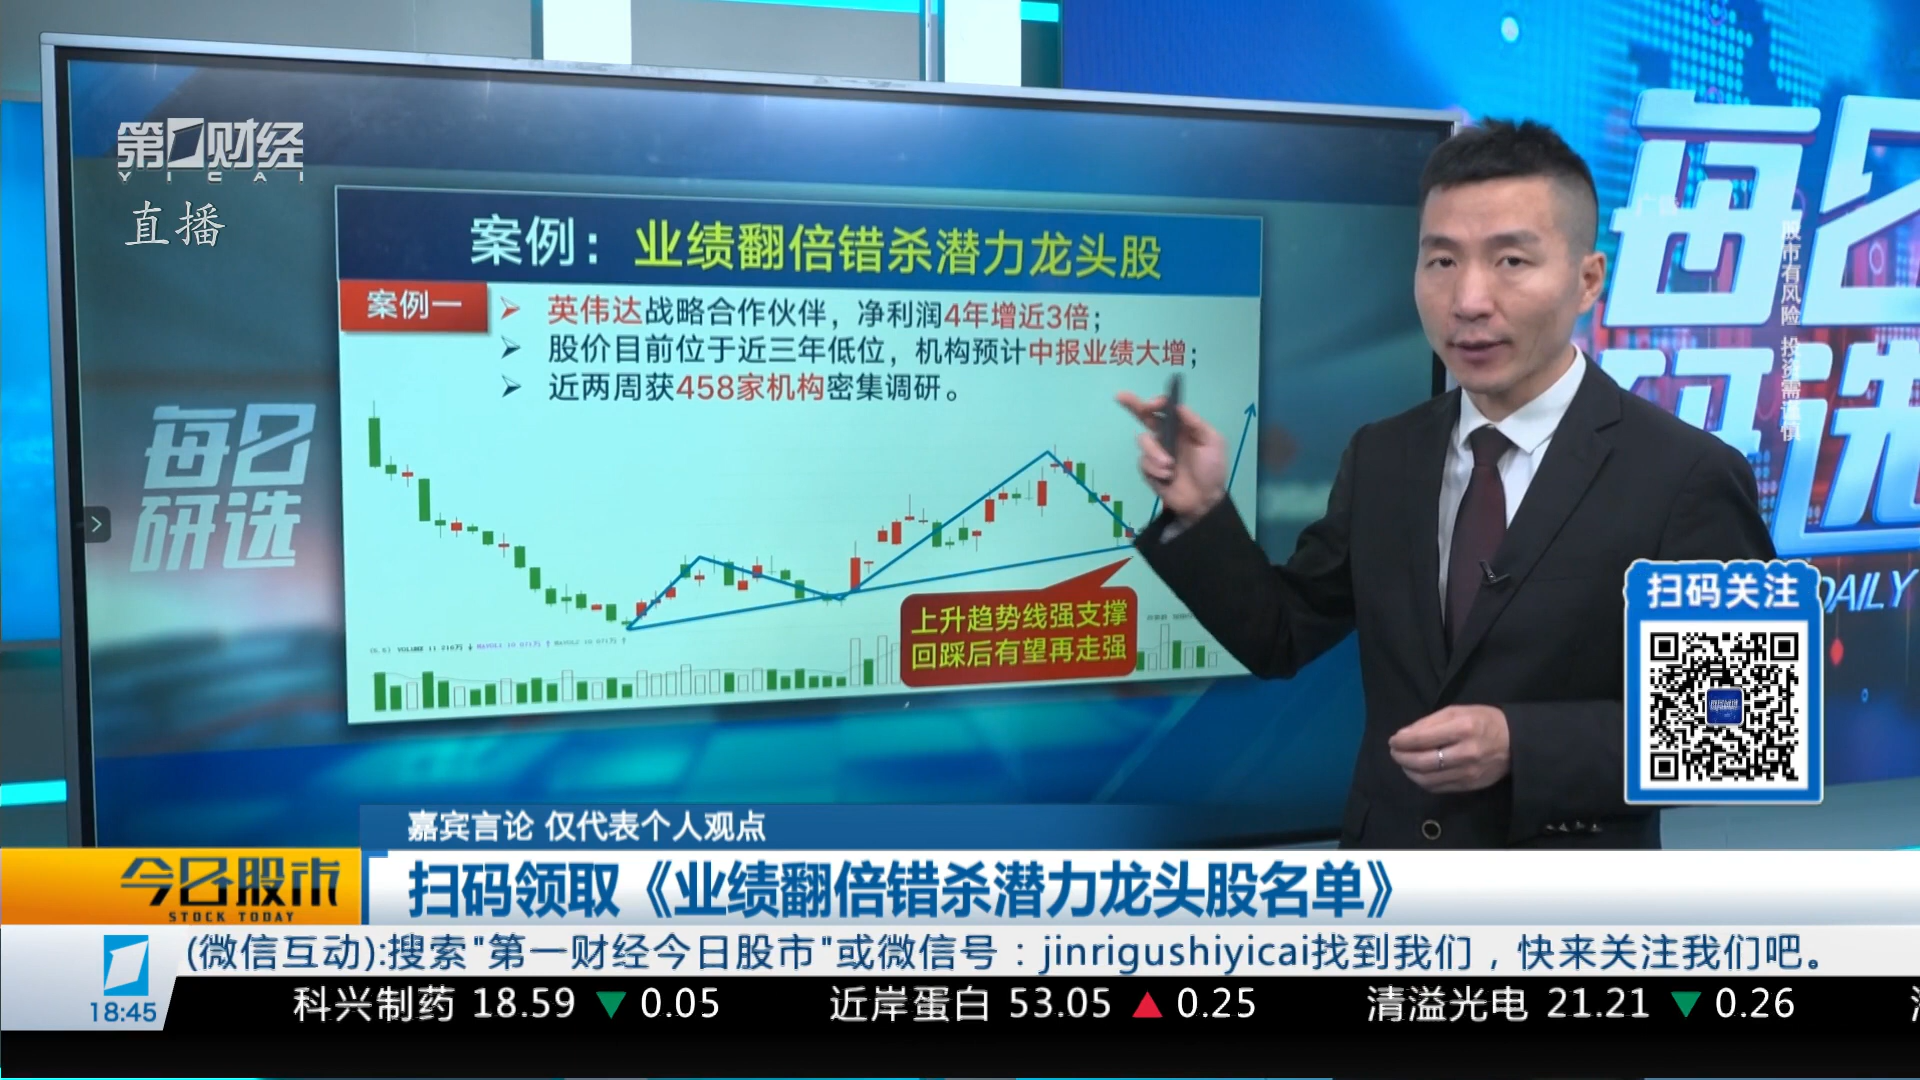 第一财经
YICAI
直播
案例：业绩翻倍错杀潜力龙头股
案例一
英伟达战略合作伙伴，净利润4年增近3倍；
股价目前位于近三年低位，机构预计中报业绩大增；
近两周获458家机构密集调研。
上升趋势线强支撑
回踩后有望再走强
每日
研选
每日
研选
DAILY
股市有风险 投资需谨慎
扫码关注
嘉宾言论 仅代表个人观点
今日股市
STOCK TODAY
扫码领取《业绩翻倍错杀潜力龙头股名单》
(微信互动):搜索"第一财经今日股市"或微信号：jinrigushiyicai找到我们，快来关注我们吧。
18:45
科兴制药 18.59 ▼ 0.05 近岸蛋白 53.05 ▲ 0.25 清溢光电 21.21 ▼ 0.26